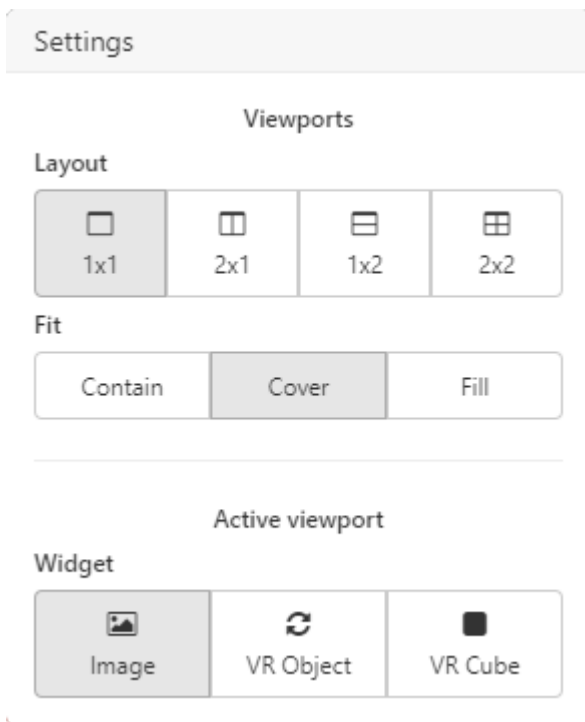 Settings
Viewports
Layout
1x1 2x1 1x2 2x2
Fit
Contain Cover Fill
Active viewport
Widget
Image VR Object VR Cube